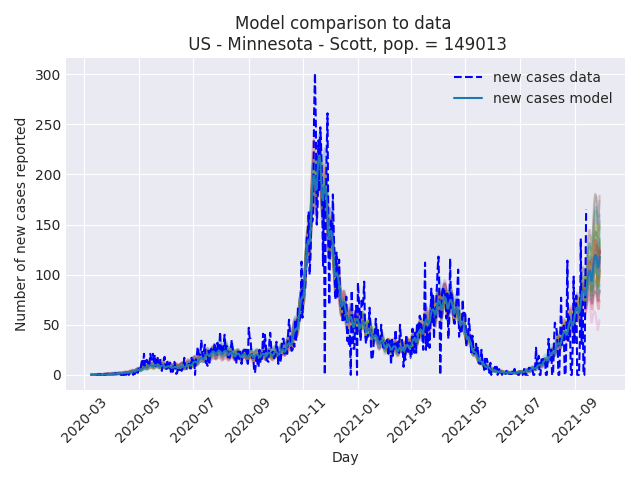 Model comparison to data
US - Minnesota - Scott, pop. = 149013
new cases data
new cases model
Number of new cases reported
300
250
200
150
100
50
0
2020-03
2020-05
2020-07
2020-09
2020-11
2021-01
2021-03
2021-05
2021-07
2021-09
Day